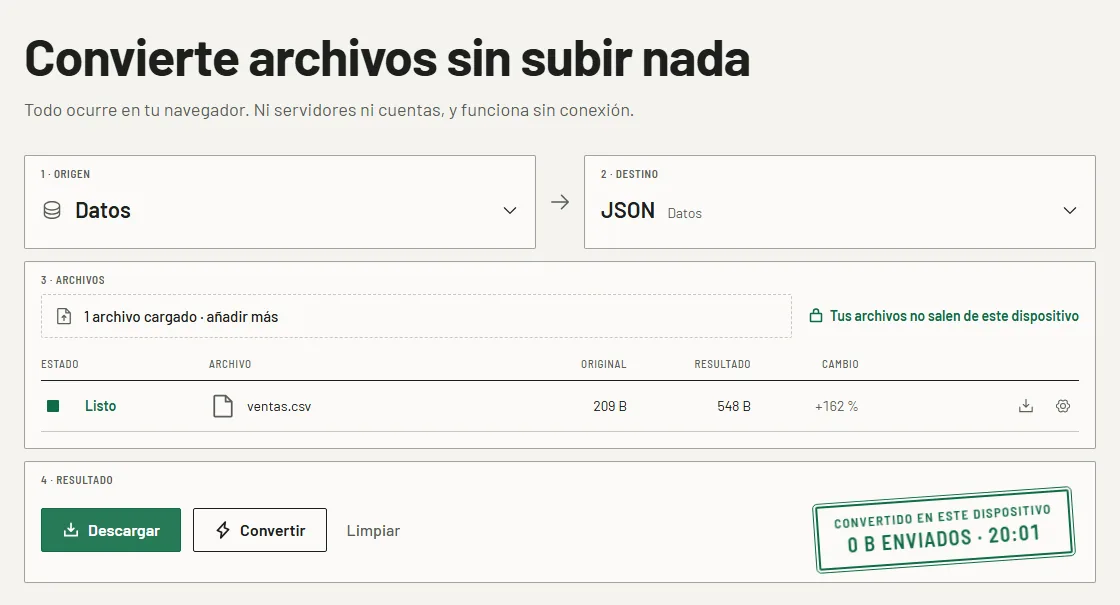 Convierte archivos sin subir nada
Todo ocurre en tu navegador. Ni servidores ni cuentas, y funciona sin conexión.
1 · ORIGEN
Datos
2 · DESTINO
JSON Datos
3 · ARCHIVOS
1 archivo cargado · añadir más
Tus archivos no salen de este dispositivo
ESTADO ARCHIVO ORIGINAL RESULTADO CAMBIO
Listo ventas.csv 209 B 548 B +162 %
4 · RESULTADO
Descargar Convertir Limpiar
CONVERTIDO EN ESTE DISPOSITIVO
0 B ENVIADOS · 20:01